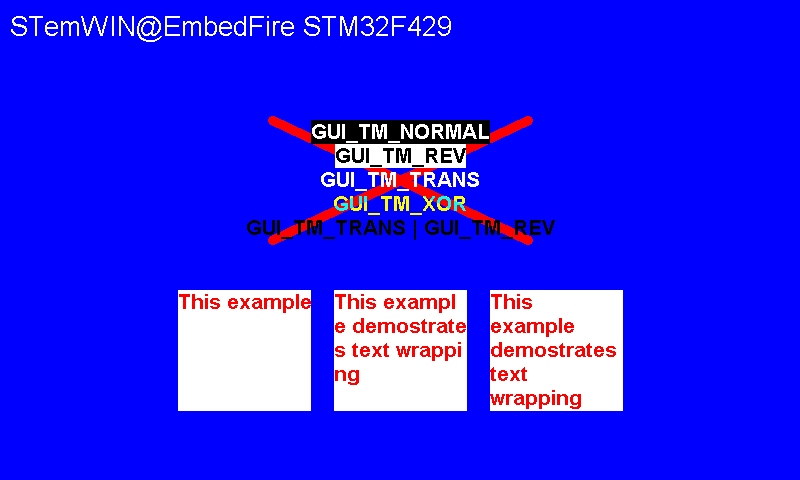 STemWIN@EmbedFire STM32F429
GUI_TM_NORMAL
GUI_TM_REV
GUI_TM_TRANS
GUI_TM_XOR
GUI_TM_TRANS | GUI_TM_REV
This example
This exampl
e demostrate
s text wrappi
ng
This
example
demostrates
text
wrapping